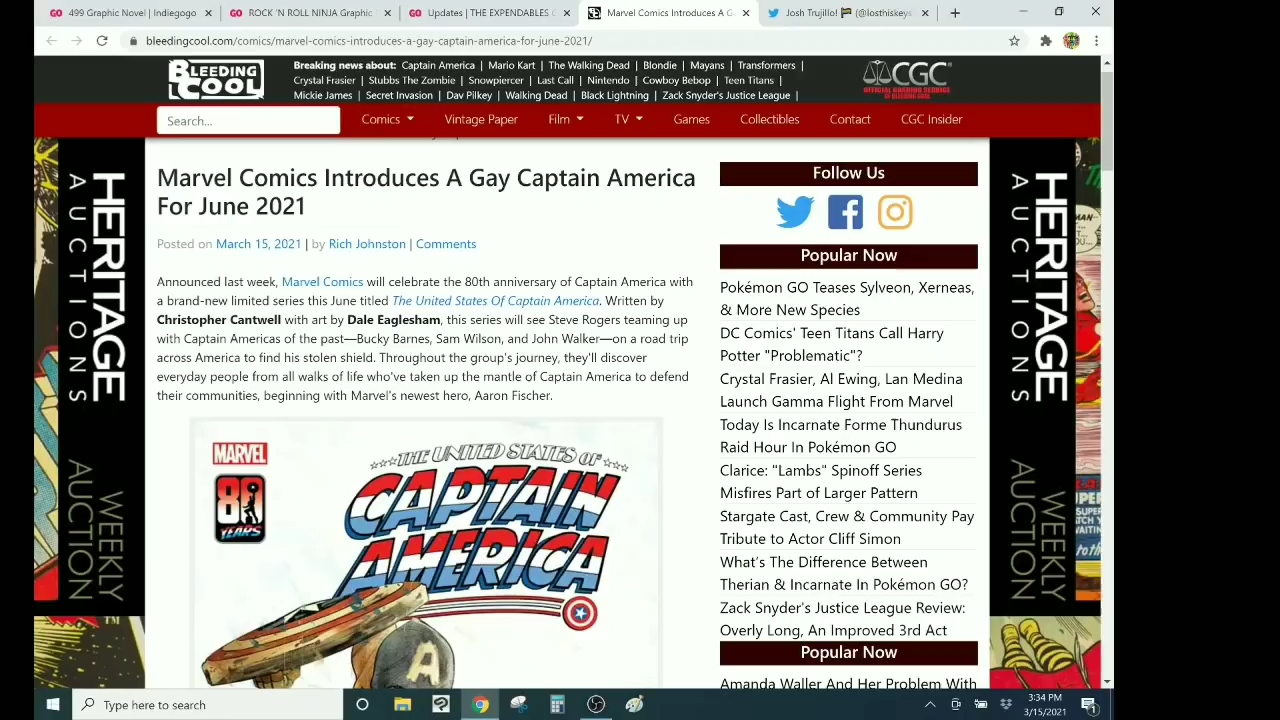 499 Graphic Novel | Indiegogo
ROCK 'N ROLL NINJA Graphic
Updates | THE EXPENDABLES
Marvel Comics Introduces A G
Josh Trujillo! (@losthiskeys
bleedingcool.com/comics/marvel-comics-introduces-a-gay-captain-america-for-june-2021/
BLEEDING COOL
Breaking news about: Captain America | Mario Kart | The Walking Dead | Blondie | Mayans | Transformers |
Crystal Frasier | Stubbs The Zombie | Snowpiercer | Last Call | Nintendo | Cowboy Bebop | Teen Titans |
Mickie James | Secret Invasion | Dav Pilkey | Walking Dead | Black Lightning | Zack Snyder's Justice League |
CGC
OFFICIAL GRADING SERVICE
OF BLEEDING COOL
Search...
Comics
Vintage Paper
Film
TV
Games
Collectibles
Contact
CGC Insider
HERITAGE
AUCTIONS
WEEKLY
AUCTION
Marvel Comics Introduces A Gay Captain America
For June 2021
Posted on March 15, 2021 | by Rich Johnston | Comments
Announced last week, Marvel Comics will celebrate the 80th anniversary of Captain America with
a brand-new limited series this June titled The United States Of Captain America. Written by
Christopher Cantwell with art by Dale Eaglesham, this series will see Steve Rogers teaming up
with Captain Americas of the past—Bucky Barnes, Sam Wilson, and John Walker—on a road trip
across America to find his stolen shield. Throughout the group's journey, they'll discover
everyday people from all walks of life who've taken up the mantle of Captain America to defend
their communities, beginning with Marvel's newest hero, Aaron Fischer.
MARVEL
80
YEARS
THE UNITED STATES OF
CAPTAIN
AMERICA
A
Follow Us
Popular Now
Pokémon GO Teases Sylveon, Xerneas,
& More New Species
DC Comics' Teen Titans Call Harry
Potter "Problematic"?
Crystal Frasier, Al Ewing, Lan Medina
Launch Gamma Flight From Marvel
Today Is Incarnate Forme Thundurus
Raid Hour In Pokémon GO
Clarice: "Lambs" Spinoff Series
Misfires Part of Larger Pattern
Stargate Cast, Crew & Community Pay
Tribute to Actor Cliff Simon
What's The Difference Between
Therian & Incarnate In Pokémon GO?
Zack Snyder's Justice League Review:
Overly Long, An Improved 3rd Act
Popular Now
Amanda Waller And Her Problem With
HERITAGE
AUCTIONS
WEEKLY
AUCTION
TM
Type here to search
3:34 PM
3/15/2021